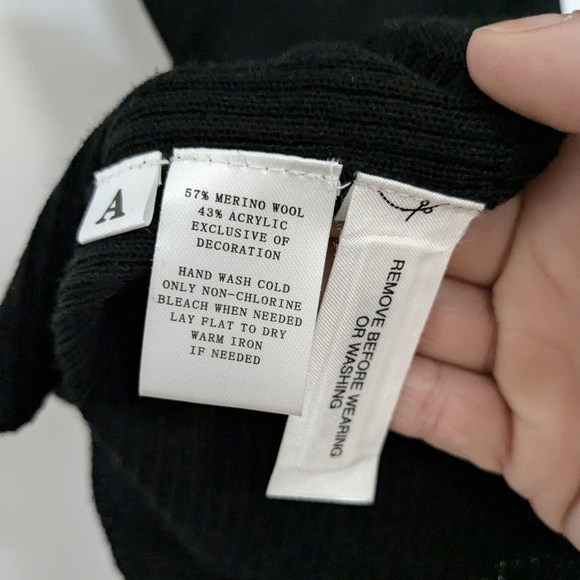 A
57% MERINO WOOL
43% ACRYLIC
EXCLUSIVE OF
DECORATION
HAND WASH COLD
ONLY NON-CHLORINE
BLEACH WHEN NEEDED
LAY FLAT TO DRY
WARM IRON
IF NEEDED
REMOVE BEFORE WEARING
OR WASHING